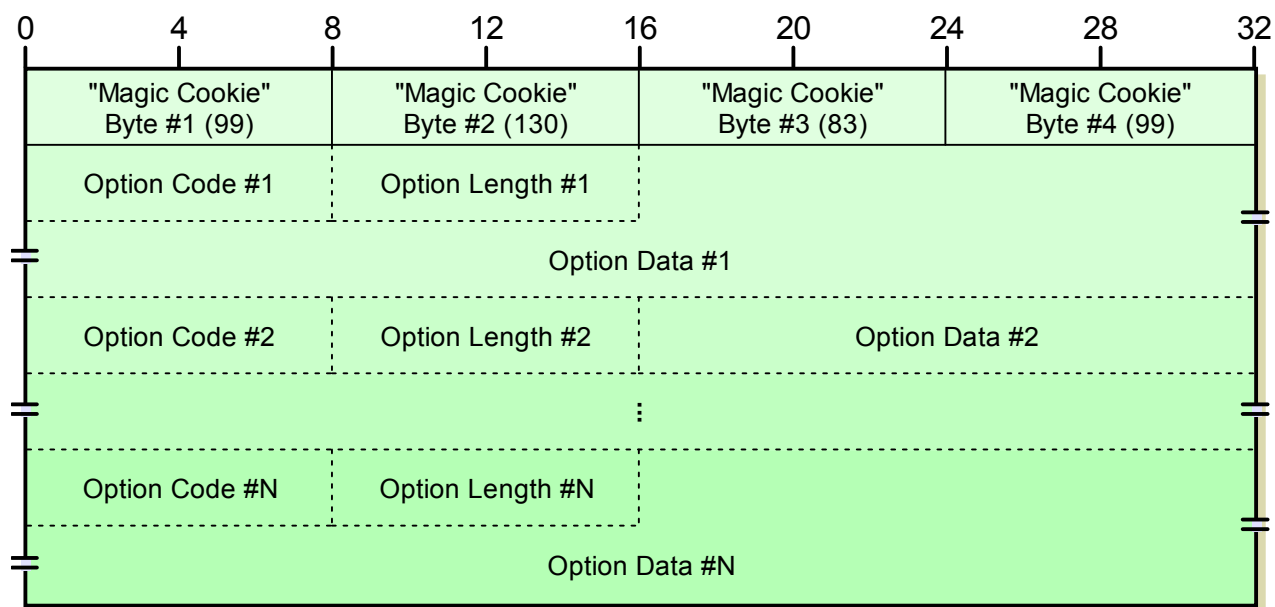 0 4 8 12 16 20 24 28 32
"Magic Cookie" "Magic Cookie" "Magic Cookie" "Magic Cookie"
Byte #1 (99) Byte #2 (130) Byte #3 (83) Byte #4 (99)
Option Code #1 Option Length #1
Option Data #1
Option Code #2 Option Length #2 Option Data #2
Option Code #N Option Length #N
Option Data #N